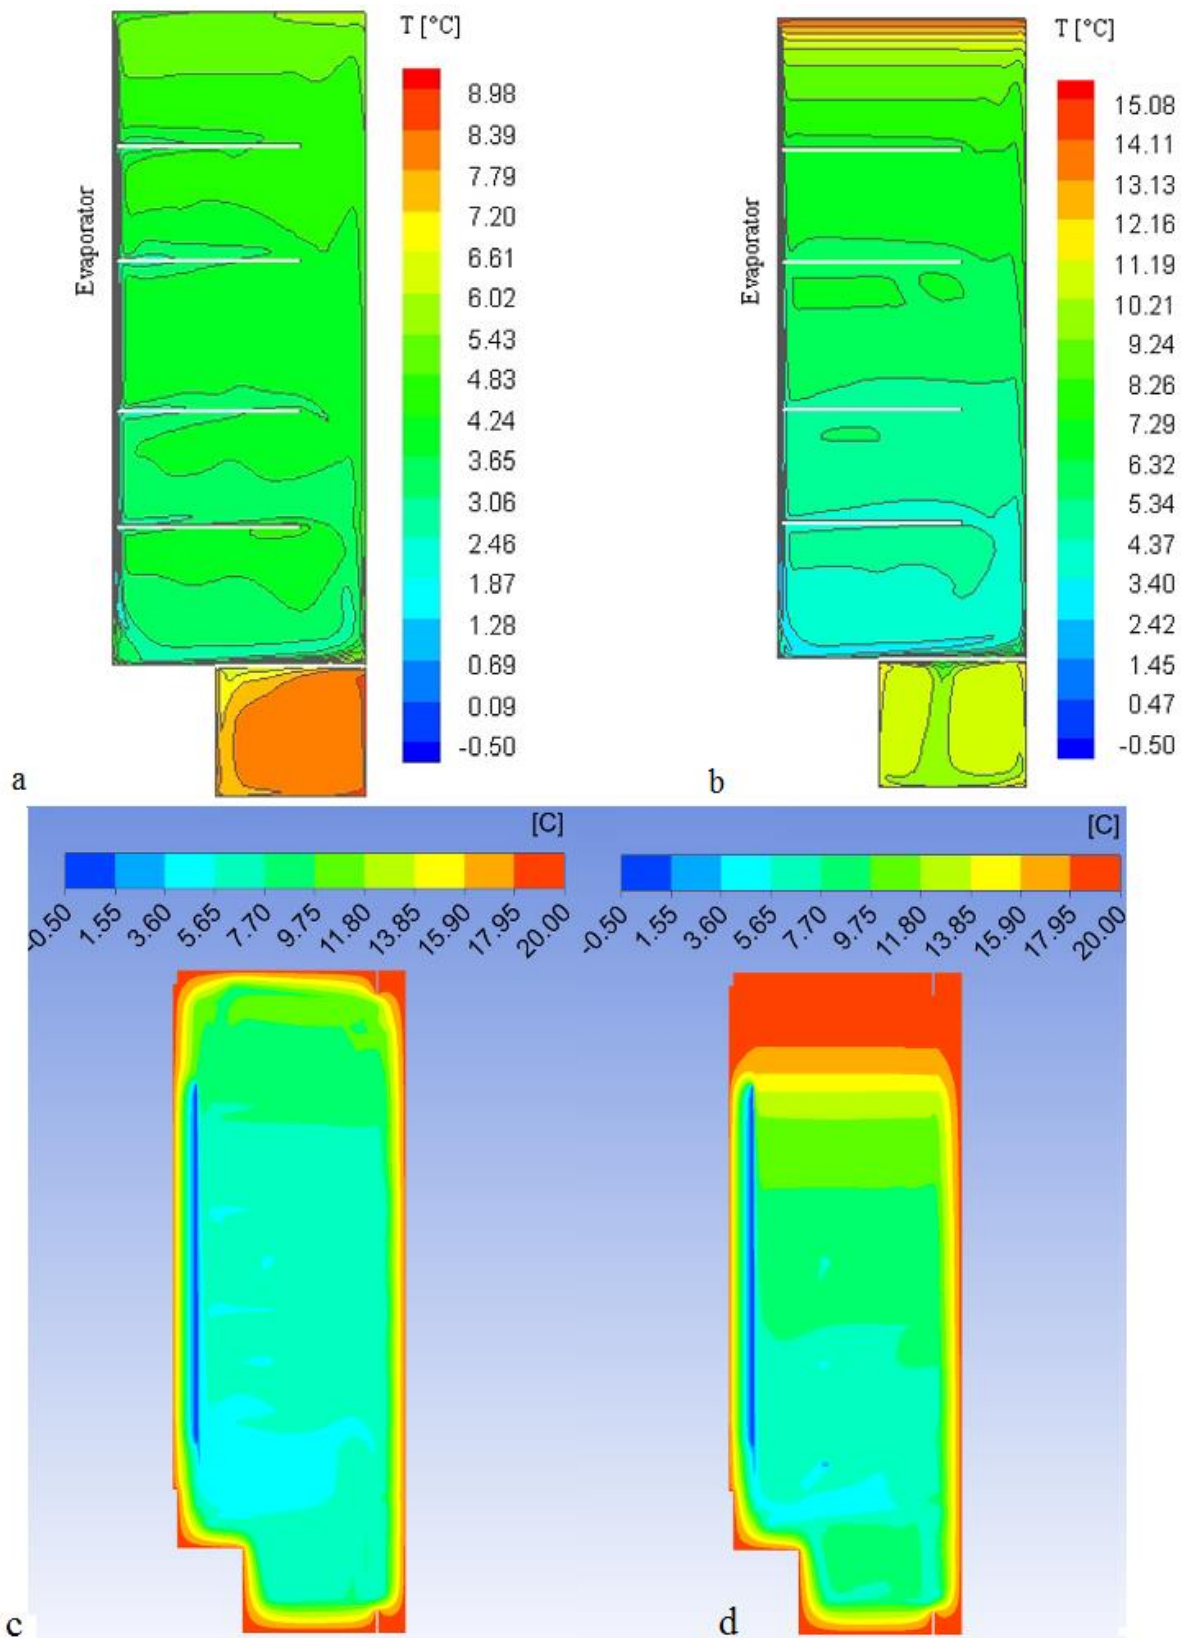 T [°C]
8.98
8.39
7.79
7.20
6.61
6.02
5.43
4.83
4.24
3.65
3.06
2.46
1.87
1.28
0.69
0.09
-0.50
Evaporator
a
T [°C]
15.08
14.11
13.13
12.16
11.19
10.21
9.24
8.26
7.29
6.32
5.34
4.37
3.40
2.42
1.45
0.47
-0.50
Evaporator
b
[C]
-0.50 1.55 3.60 5.65 7.70 9.75 11.80 13.85 15.90 17.95 20.00
c
[C]
-0.50 1.55 3.60 5.65 7.70 9.75 11.80 13.85 15.90 17.95 20.00
d